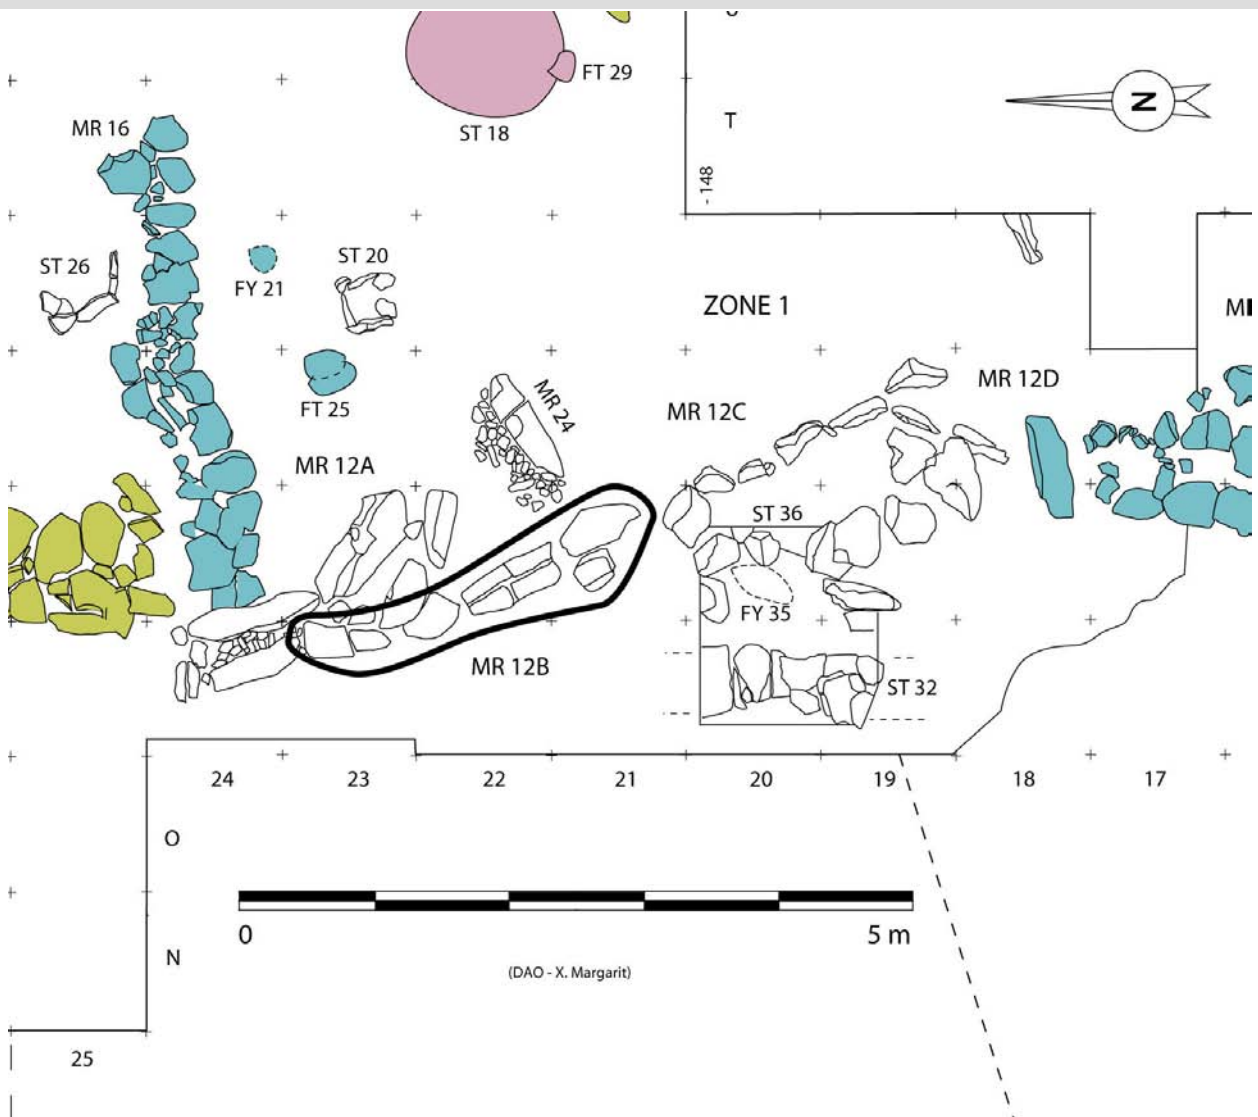 FT 29
MR 16
ST 18
T
N
- 148
ST 26
FY 21
ST 20
ZONE 1
FT 25
MR 24
MR 12C
MR 12D
MR 12A
ST 36
FY 35
MR 12B
ST 32
24
23
22
21
20
19
18
17
O
0
5 m
N
(DAO - X. Margarit)
25